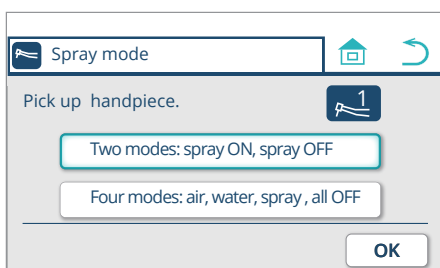 Spray mode
Pick up handpiece.
1
Two modes: spray ON, spray OFF
Four modes: air, water, spray , all OFF
OK